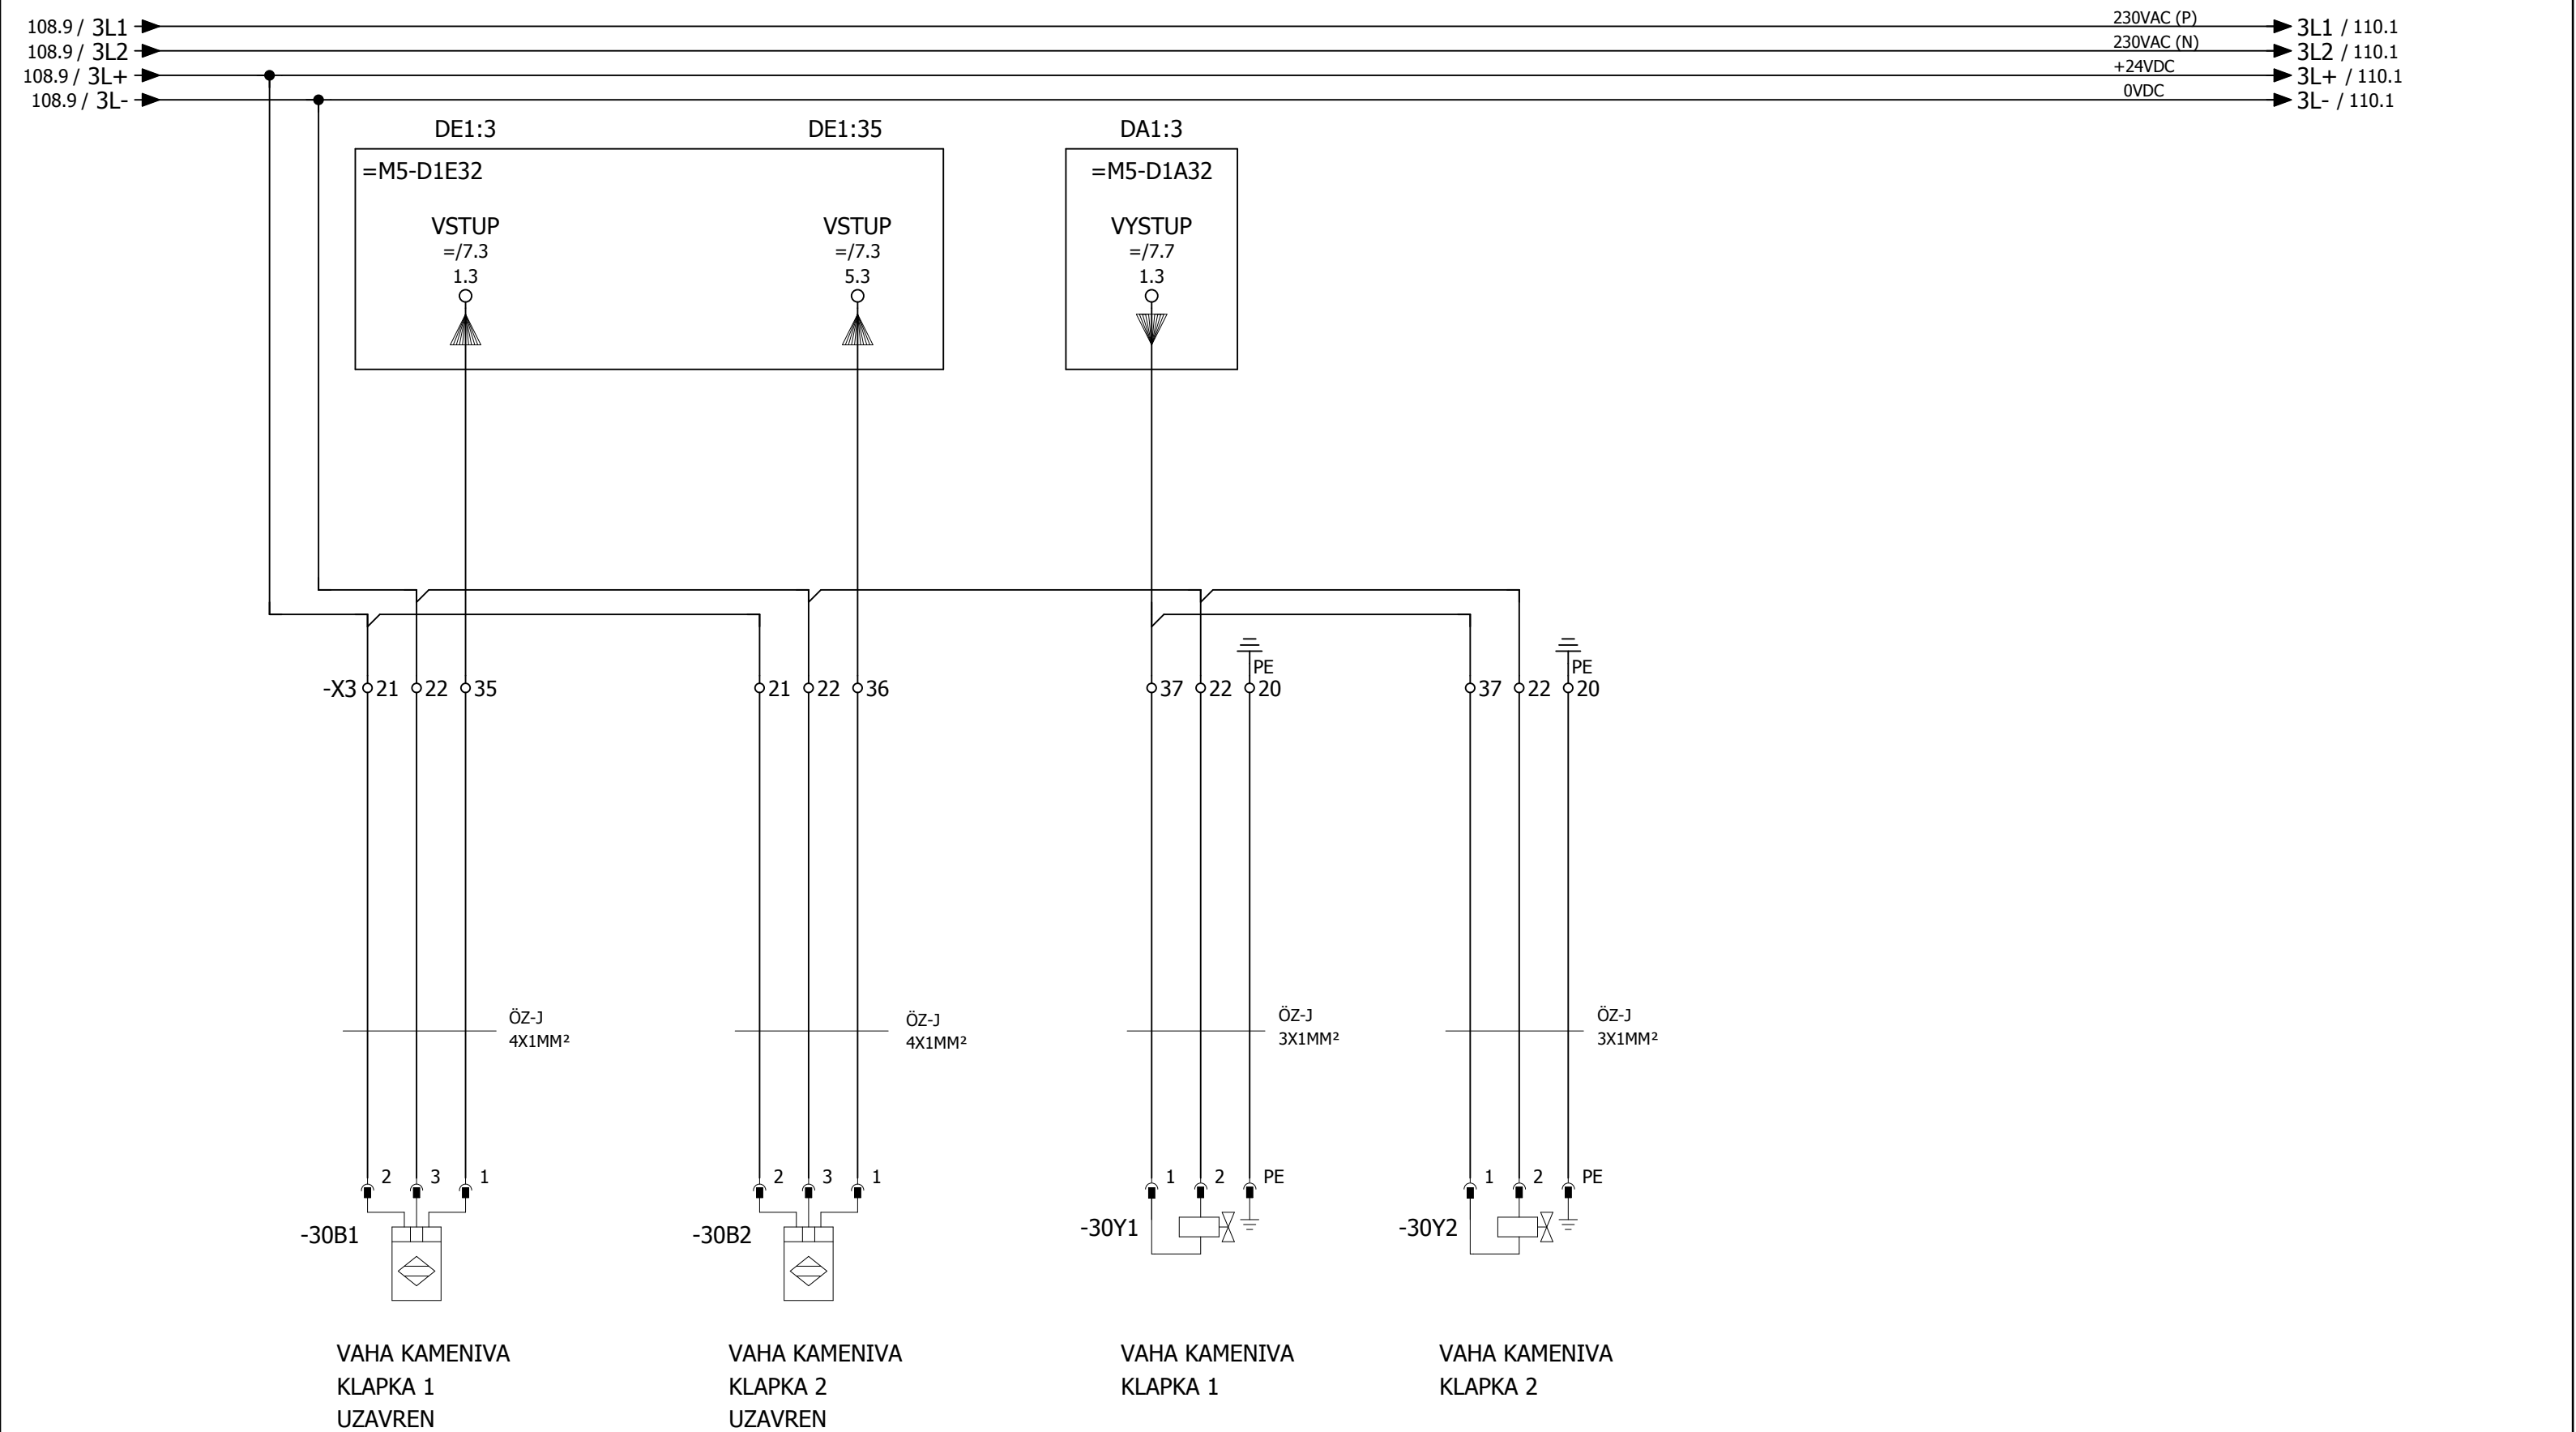 108.9 / 3L1 230VAC (P) 3L1 / 110.1
108.9 / 3L2 230VAC (N) 3L2 / 110.1
108.9 / 3L+ +24VDC 3L+ / 110.1
108.9 / 3L- 0VDC 3L- / 110.1
DE1:3 DE1:35 DA1:3
=M5-D1E32 =M5-D1A32
VSTUP VSTUP VYSTUP
=/7.3 =/7.3 =/7.7
1.3 5.3 1.3
PE PE
-X3 21 22 35 21 22 36 37 22 20 37 22 20
ÖZ-J ÖZ-J ÖZ-J ÖZ-J
4X1MM² 4X1MM² 3X1MM² 3X1MM²
2 3 1 2 3 1 1 2 PE 1 2 PE
-30B1 -30B2 -30Y1 -30Y2
VAHA KAMENIVA VAHA KAMENIVA VAHA KAMENIVA VAHA KAMENIVA
KLAPKA 1 KLAPKA 2 KLAPKA 1 KLAPKA 2
UZAVREN UZAVREN